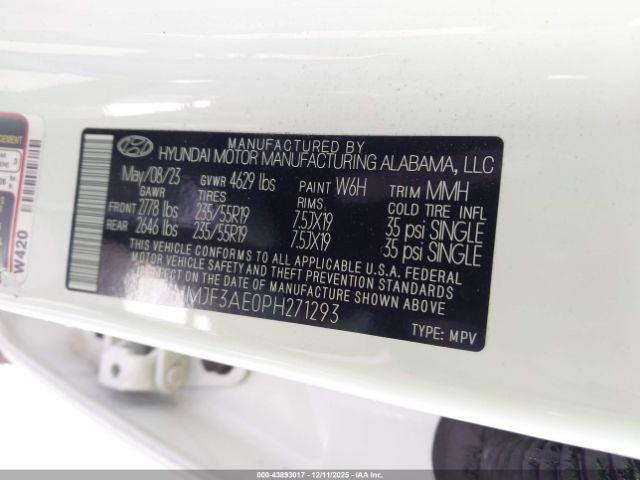 MANUFACTURED BY
HYUNDAI MOTOR MANUFACTURING ALABAMA, LLC
May/08/23 GVWR 4629 lbs PAINT W6H TRIM MMH
GAWR TIRES RIMS COLD TIRE INFL
FRONT 2778 lbs 235/55R19 7.5JX19 35 psi SINGLE
REAR 2646 lbs 235/55R19 7.5JX19 35 psi SINGLE
THIS VEHICLE CONFORMS TO ALL APPLICABLE U.S.A. FEDERAL
MOTOR VEHICLE SAFETY AND THEFT PREVENTION STANDARDS
IN EFFECT ON THE DATE OF MANUFACTURE SHOWN ABOVE.
MJF3AE0PH271293
TYPE: MPV
W420
000-43893017 - 12/11/2025 - COPYRIGHT IAA, LLC.